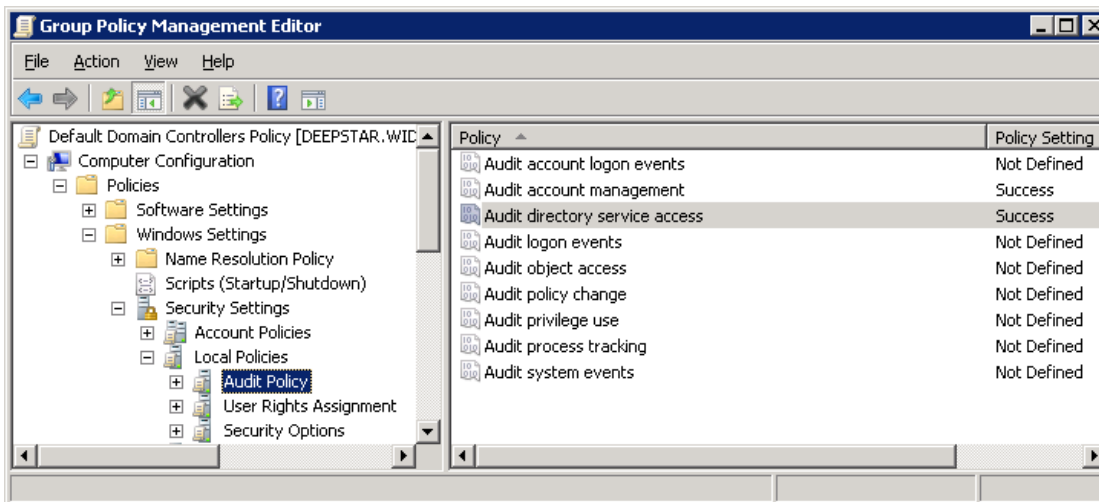 Group Policy Management Editor
File Action View Help
Default Domain Controllers Policy [DEEPSTAR.WID
Computer Configuration
Policies
Software Settings
Windows Settings
Name Resolution Policy
Scripts (Startup/Shutdown)
Security Settings
Account Policies
Local Policies
Audit Policy
User Rights Assignment
Security Options
Policy Policy Setting
Audit account logon events Not Defined
Audit account management Success
Audit directory service access Success
Audit logon events Not Defined
Audit object access Not Defined
Audit policy change Not Defined
Audit privilege use Not Defined
Audit process tracking Not Defined
Audit system events Not Defined